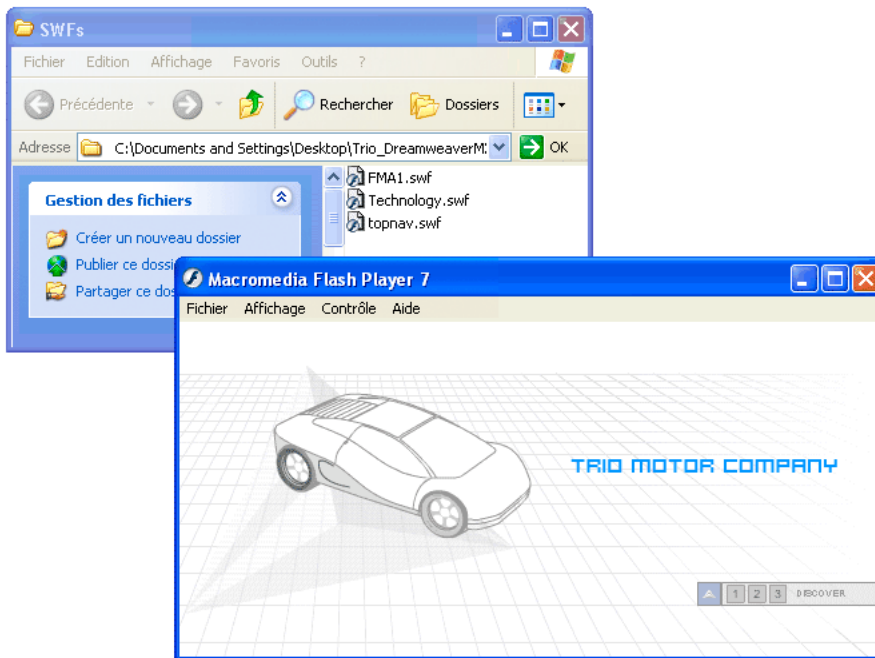 SWFs
Fichier Edition Affichage Favoris Outils ?
Précédente Rechercher Dossiers
Adresse C:\Documents and Settings\Desktop\Trio_DreamweaverM: OK
Gestion des fichiers
FMA1.swf
Technology.swf
topnav.swf
Créer un nouveau dossier
Publier ce dossi
Partager ce dos
Macromedia Flash Player 7
Fichier Affichage Contrôle Aide
TRIO MOTOR COMPANY
1 2 3 DISCOVER